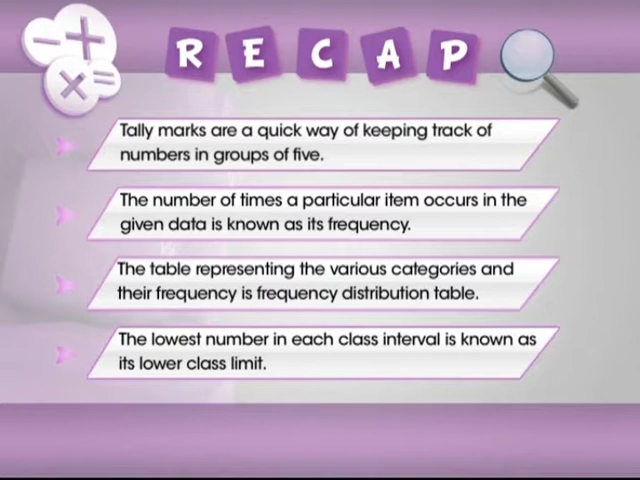 RECAP
Tally marks are a quick way of keeping track of
numbers in groups of five.
The number of times a particular item occurs in the
given data is known as its frequency.
The table representing the various categories and
their frequency is frequency distribution table.
The lowest number in each class interval is known as
its lower class limit.